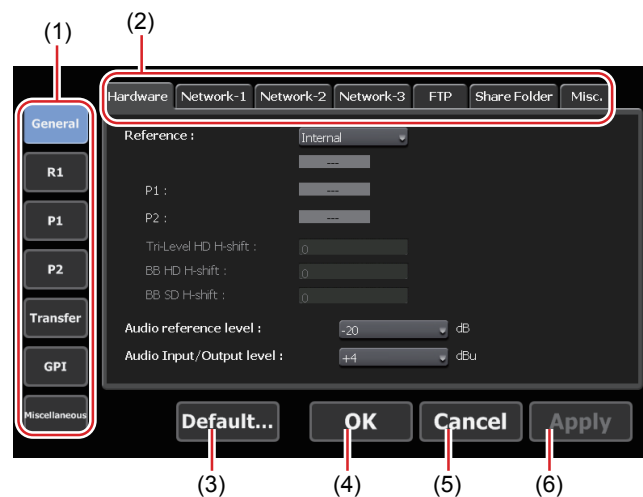 (1)
(2)
Hardware Network-1 Network-2 Network-3 FTP Share Folder Misc.
General
R1
P1
P2
Transfer
GPI
Miscellaneous
Reference : Internal
---
P1 : ---
P2 : ---
Tri-Level HD H-shift : 0
BB HD H-shift : 0
BB SD H-shift : 0
Audio reference level : -20 dB
Audio Input/Output level : +4 dBu
Default... OK Cancel Apply
(3) (4) (5) (6)